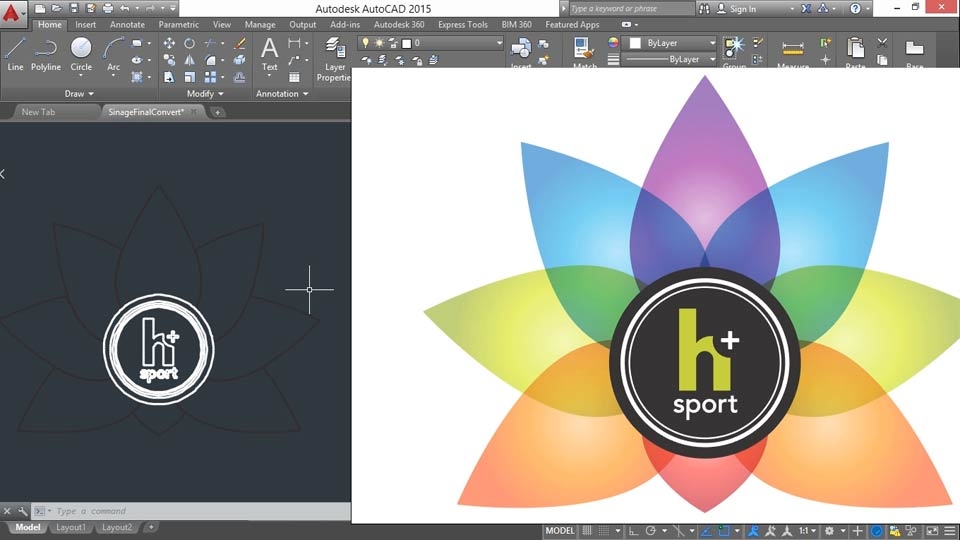 Autodesk AutoCAD 2015
Type a keyword or phrase
Sign In
Home Insert Annotate Parametric View Manage Output Add-ins Autodesk 360 Express Tools BIM 360 Featured Apps
Line Polyline Circle Arc
Text
Layer
Properties
0
Insert
Match
ByLayer
ByLayer
Group
Measure
Paste
Base
Draw Modify Annotation
New Tab SinageFinalConvert*
h+
sport
h+
sport
Type a command
Model Layout1 Layout2 +
MODEL
1:1